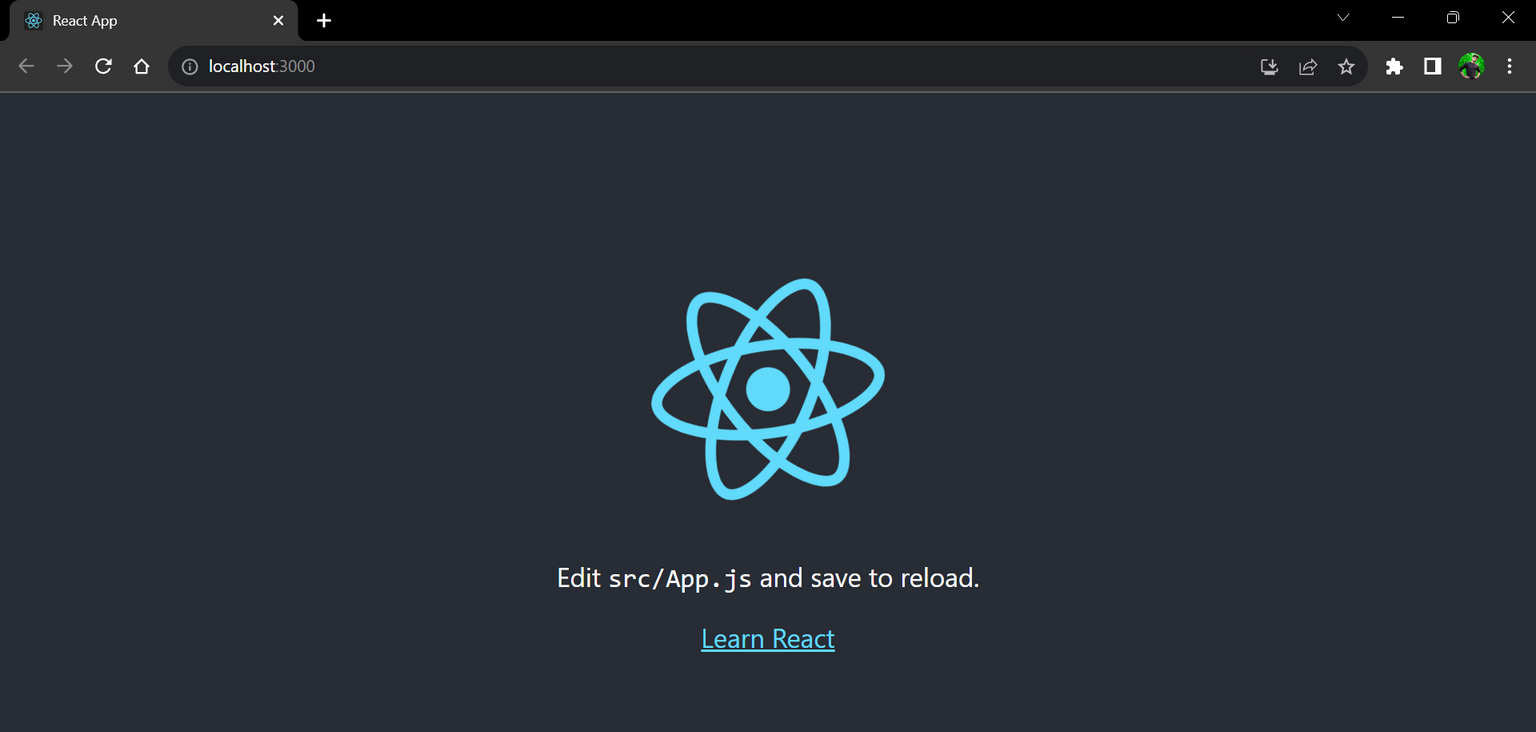 React App
localhost:3000
Edit src/App.js and save to reload.
Learn React